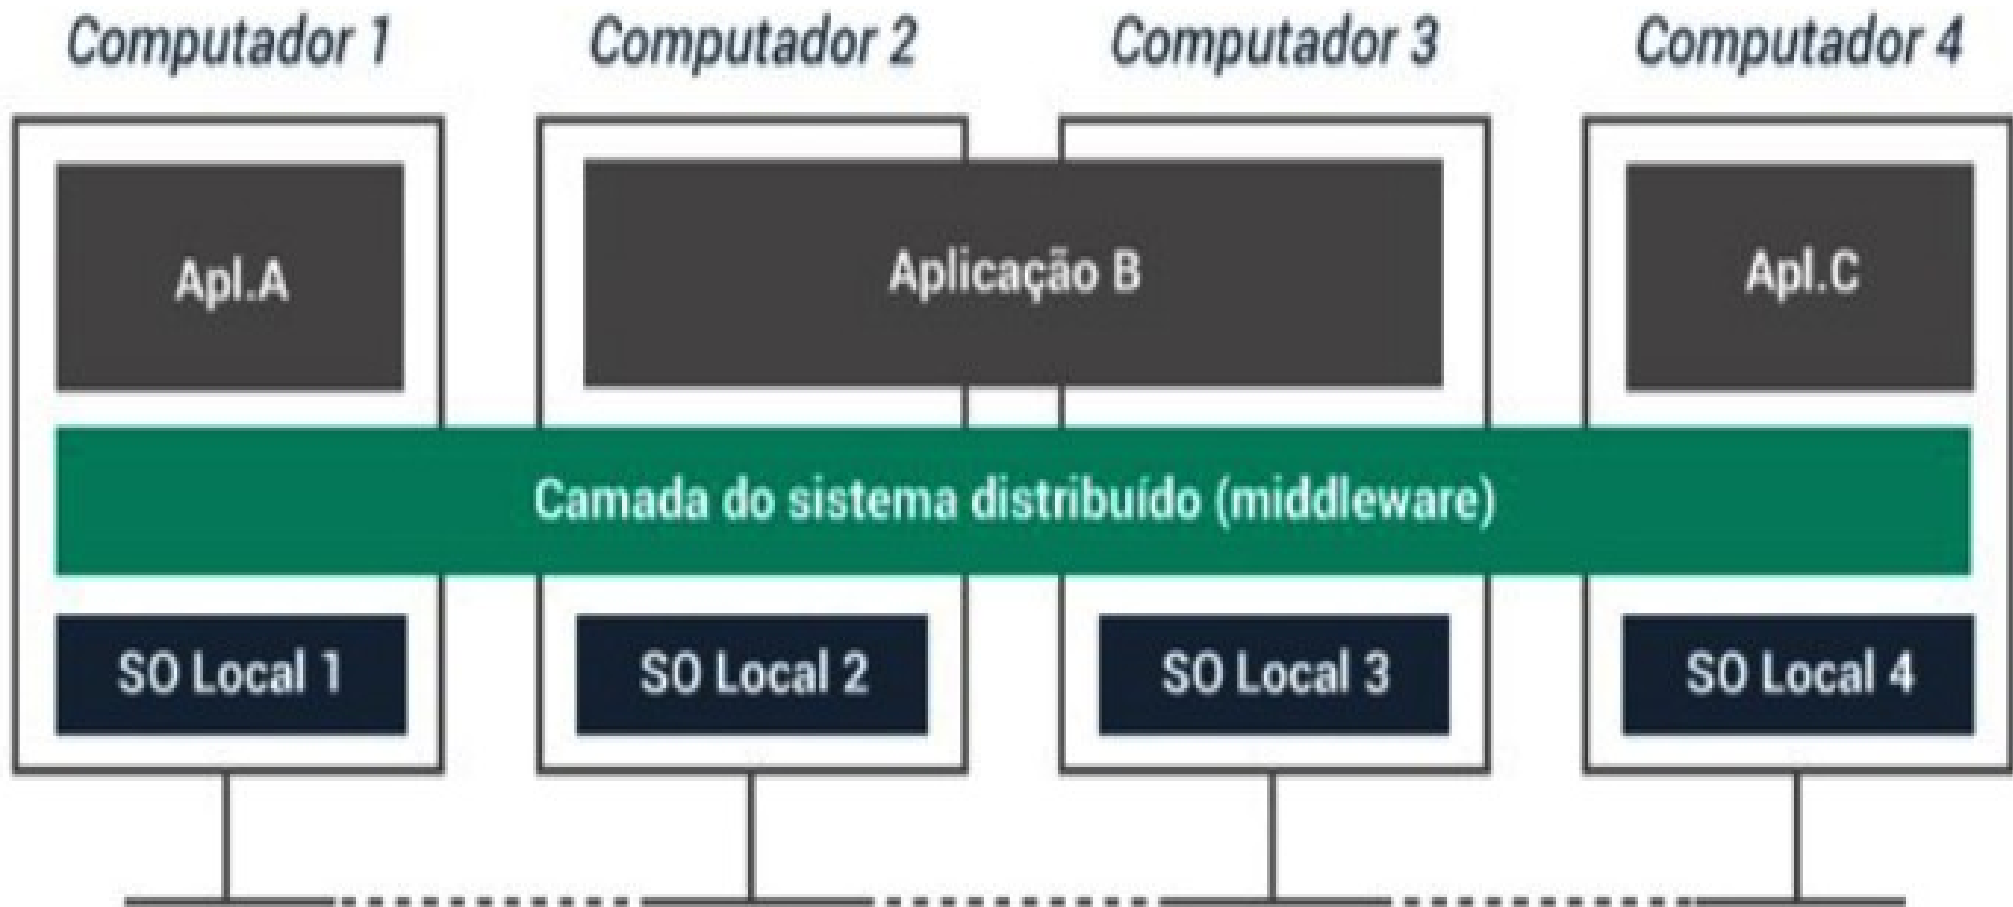 Computador 1
Computador 2
Computador 3
Computador 4
Apl.A
Aplicação B
Apl.C
Camada do sistema distribuído (middleware)
SO Local 1
SO Local 2
SO Local 3
SO Local 4